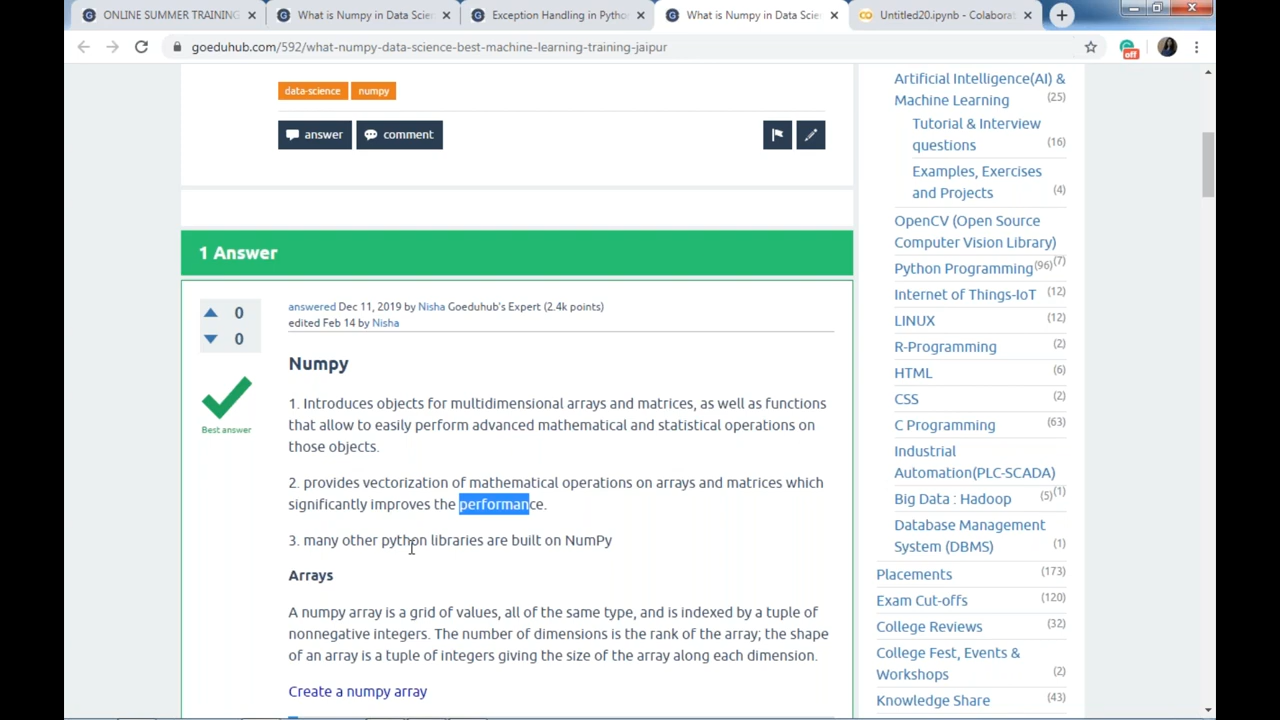 ONLINE SUMMER TRAINING
What is Numpy in Data Scien
Exception Handling in Python
What is Numpy in Data Scien
Untitled20.ipynb - Colaborat
goeduhub.com/592/what-numpy-data-science-best-machine-learning-training-jaipur
off
data-science numpy
answer comment
1 Answer
0
0
Best answer
answered Dec 11, 2019 by Nisha Goeduhub's Expert (2.4k points)
edited Feb 14 by Nisha
Numpy
1. Introduces objects for multidimensional arrays and matrices, as well as functions
that allow to easily perform advanced mathematical and statistical operations on
those objects.
2. provides vectorization of mathematical operations on arrays and matrices which
significantly improves the performance.
3. many other python libraries are built on NumPy
Arrays
A numpy array is a grid of values, all of the same type, and is indexed by a tuple of
nonnegative integers. The number of dimensions is the rank of the array; the shape
of an array is a tuple of integers giving the size of the array along each dimension.
Create a numpy array
Artificial Intelligence(AI) &
Machine Learning (25)
Tutorial & Interview
questions (16)
Examples, Exercises
and Projects (4)
OpenCV (Open Source
Computer Vision Library) (7)
Python Programming (96)
Internet of Things-IoT (12)
LINUX (12)
R-Programming (2)
HTML (6)
CSS (2)
C Programming (63)
Industrial
Automation(PLC-SCADA) (1)
Big Data : Hadoop (5)
Database Management
System (DBMS) (1)
Placements (173)
Exam Cut-offs (120)
College Reviews (32)
College Fest, Events &
Workshops (2)
Knowledge Share (43)